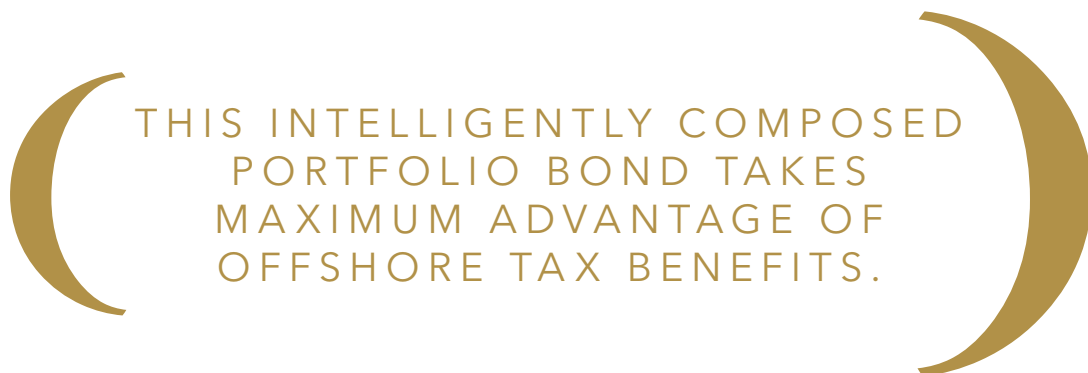 THIS INTELLIGENTLY COMPOSED
PORTFOLIO BOND TAKES
MAXIMUM ADVANTAGE OF
OFFSHORE TAX BENEFITS.